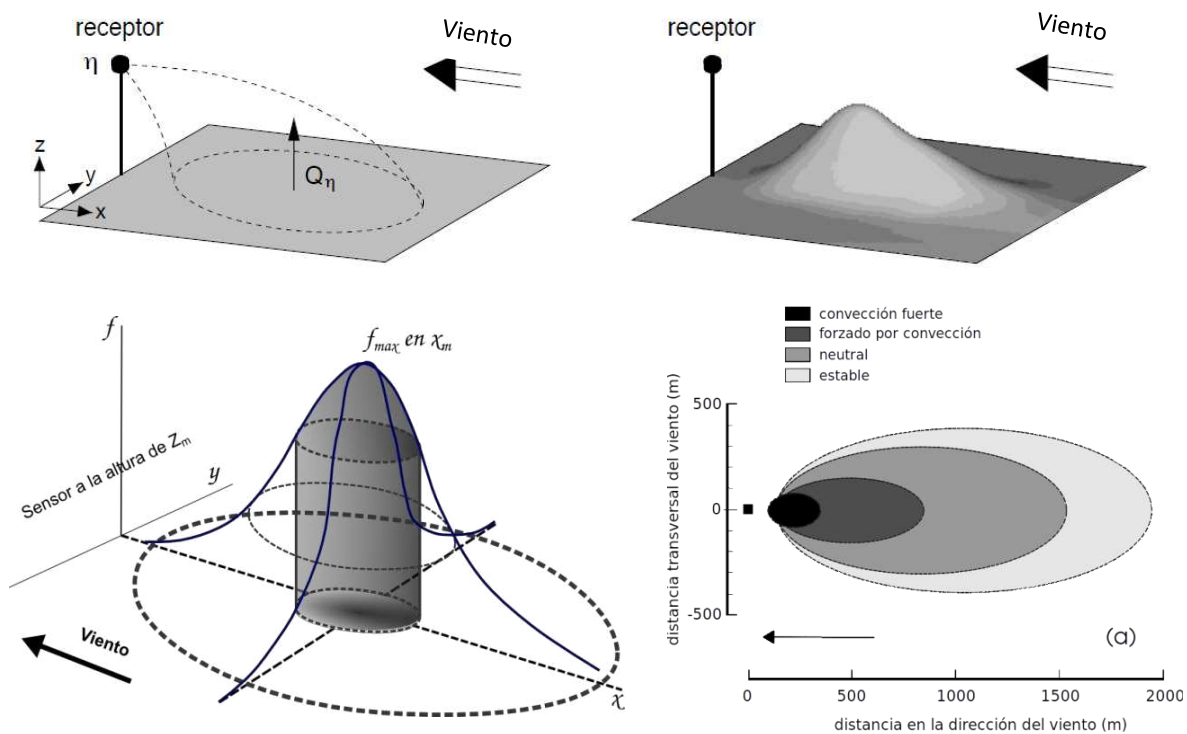 receptor
Viento
η
z
y
x
Qη
receptor
Viento
f
fmax en xm
Sensor a la altura de Zm
y
Viento
x
convección fuerte
forzado por convección
neutral
estable
distancia transversal del viento (m)
500
0
-500
(a)
0 500 1000 1500 2000
distancia en la dirección del viento (m)